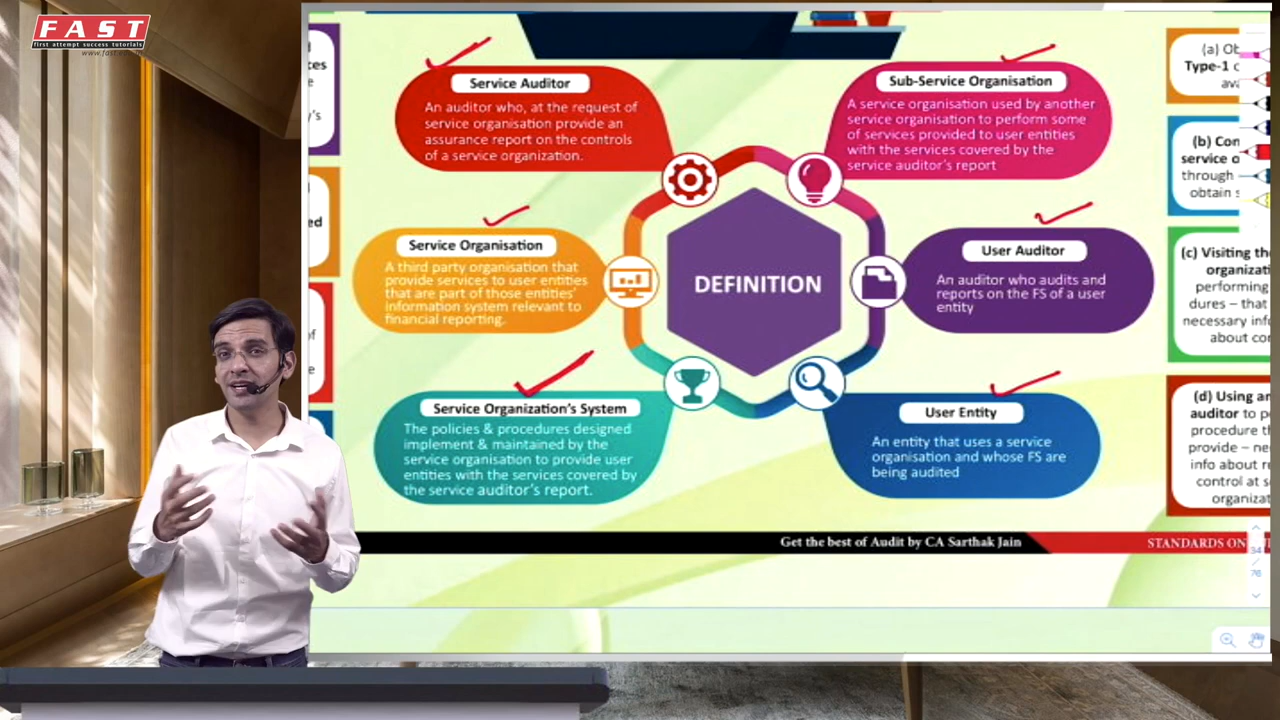 FAST
first attempt success tutorials
Service Auditor
An auditor who, at the request of
service organisation provide an
assurance report on the controls
of a service organization.
Sub-Service Organisation
A service organisation used by another
service organisation to perform some
of services provided to user entities
with the services covered by the
service auditor's report
Service Organisation
A third party organisation that
provide services to user entities
that are part of those entities'
information system relevant to
financial reporting.
DEFINITION
User Auditor
An auditor who audits and
reports on the FS of a user
entity
Service Organization's System
The policies & procedures designed
implement & maintained by the
service organisation to provide user
entities with the services covered by
the service auditor's report.
User Entity
An entity that uses a service
organisation and whose FS are
being audited
(a) Ob
Type-1
(b) Con
service o
through
obtain s
(c) Visiting the
organizati
performing
dures – that
necessary info
about con
(d) Using an
auditor to p
procedure th
provide – ne
info about r
control at s
organizat
Get the best of Audit by CA Sarthak Jain
STANDARDS ON
34
76